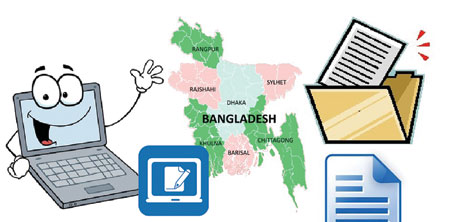 RANGPUR
RAJSHAHI
SYLHET
DHAKA
BANGLADESH
KHULNA
CHITTAGONG
BARISAL